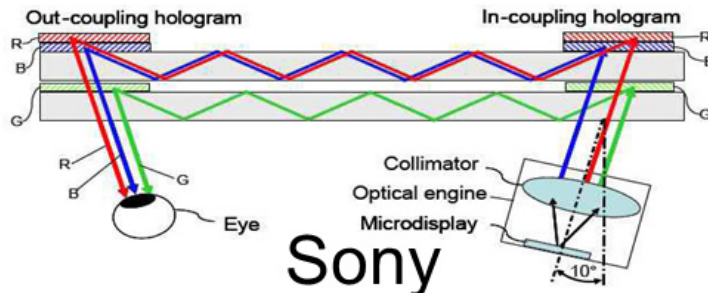 Out-coupling hologram
In-coupling hologram
R
R
B
B
G
G
R
B
G
Collimator
Optical engine
Eye
Microdisplay
Sony
10°